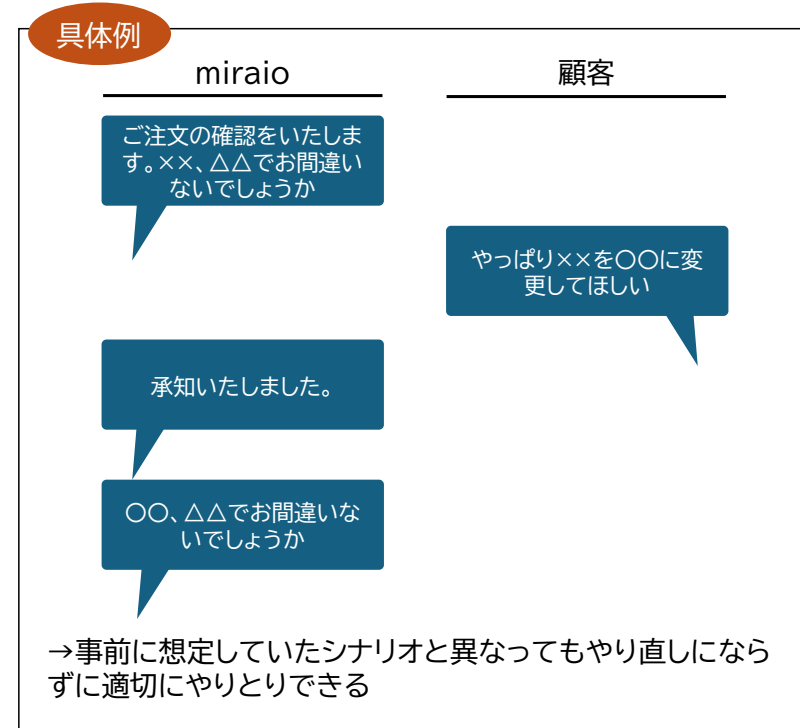 具体例
miraio
顧客
ご注文の確認をいたしま
す。××、△△でお間違い
ないでしょうか
やっぱり××を〇〇に変
更してほしい
承知いたしました。
〇〇、△△でお間違いな
いでしょうか
→事前に想定していたシナリオと異なってもやり直しになら
ずに適切にやりとりできる